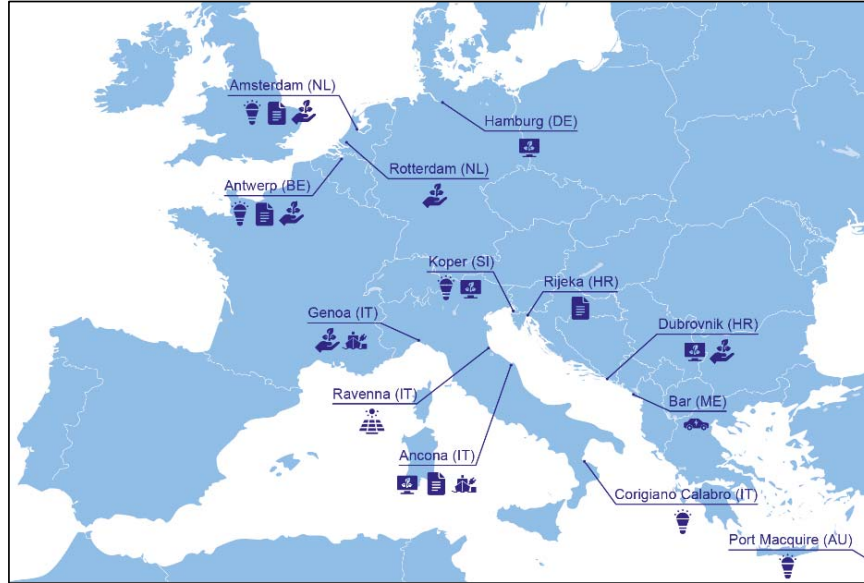 Amsterdam (NL)
Hamburg (DE)
Rotterdam (NL)
Antwerp (BE)
Koper (SI)
Rijeka (HR)
Genoa (IT)
Dubrovnik (HR)
Ravenna (IT)
Bar (ME)
Ancona (IT)
Corigiano Calabro (IT)
Port Macquire (AU)